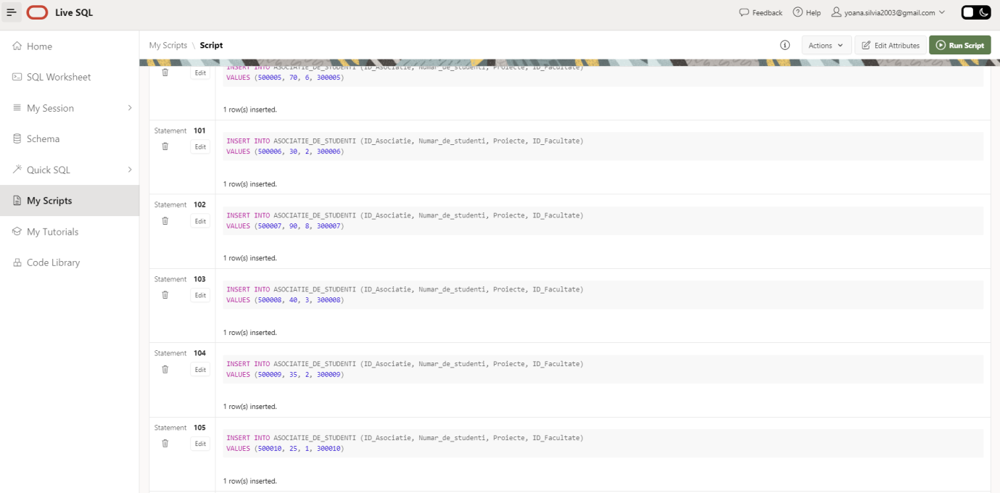 Live SQL
Feedback
Help
yoana.silvia2003@gmail.com
Home
SQL Worksheet
My Session
Schema
Quick SQL
My Scripts
My Tutorials
Code Library
My Scripts \ Script
Actions
Edit Attributes
Run Script
Edit
INSERT INTO ASOCIATIE_DE_STUDENTI (ID_Asociatie, Numar_de_studenti, Proiecte, ID_Facultate)
VALUES (500005, 70, 6, 300005)
1 row(s) inserted.
Statement 101
Edit
INSERT INTO ASOCIATIE_DE_STUDENTI (ID_Asociatie, Numar_de_studenti, Proiecte, ID_Facultate)
VALUES (500006, 30, 2, 300006)
1 row(s) inserted.
Statement 102
Edit
INSERT INTO ASOCIATIE_DE_STUDENTI (ID_Asociatie, Numar_de_studenti, Proiecte, ID_Facultate)
VALUES (500007, 90, 8, 300007)
1 row(s) inserted.
Statement 103
Edit
INSERT INTO ASOCIATIE_DE_STUDENTI (ID_Asociatie, Numar_de_studenti, Proiecte, ID_Facultate)
VALUES (500008, 40, 3, 300008)
1 row(s) inserted.
Statement 104
Edit
INSERT INTO ASOCIATIE_DE_STUDENTI (ID_Asociatie, Numar_de_studenti, Proiecte, ID_Facultate)
VALUES (500009, 35, 2, 300009)
1 row(s) inserted.
Statement 105
Edit
INSERT INTO ASOCIATIE_DE_STUDENTI (ID_Asociatie, Numar_de_studenti, Proiecte, ID_Facultate)
VALUES (500010, 25, 1, 300010)
1 row(s) inserted.